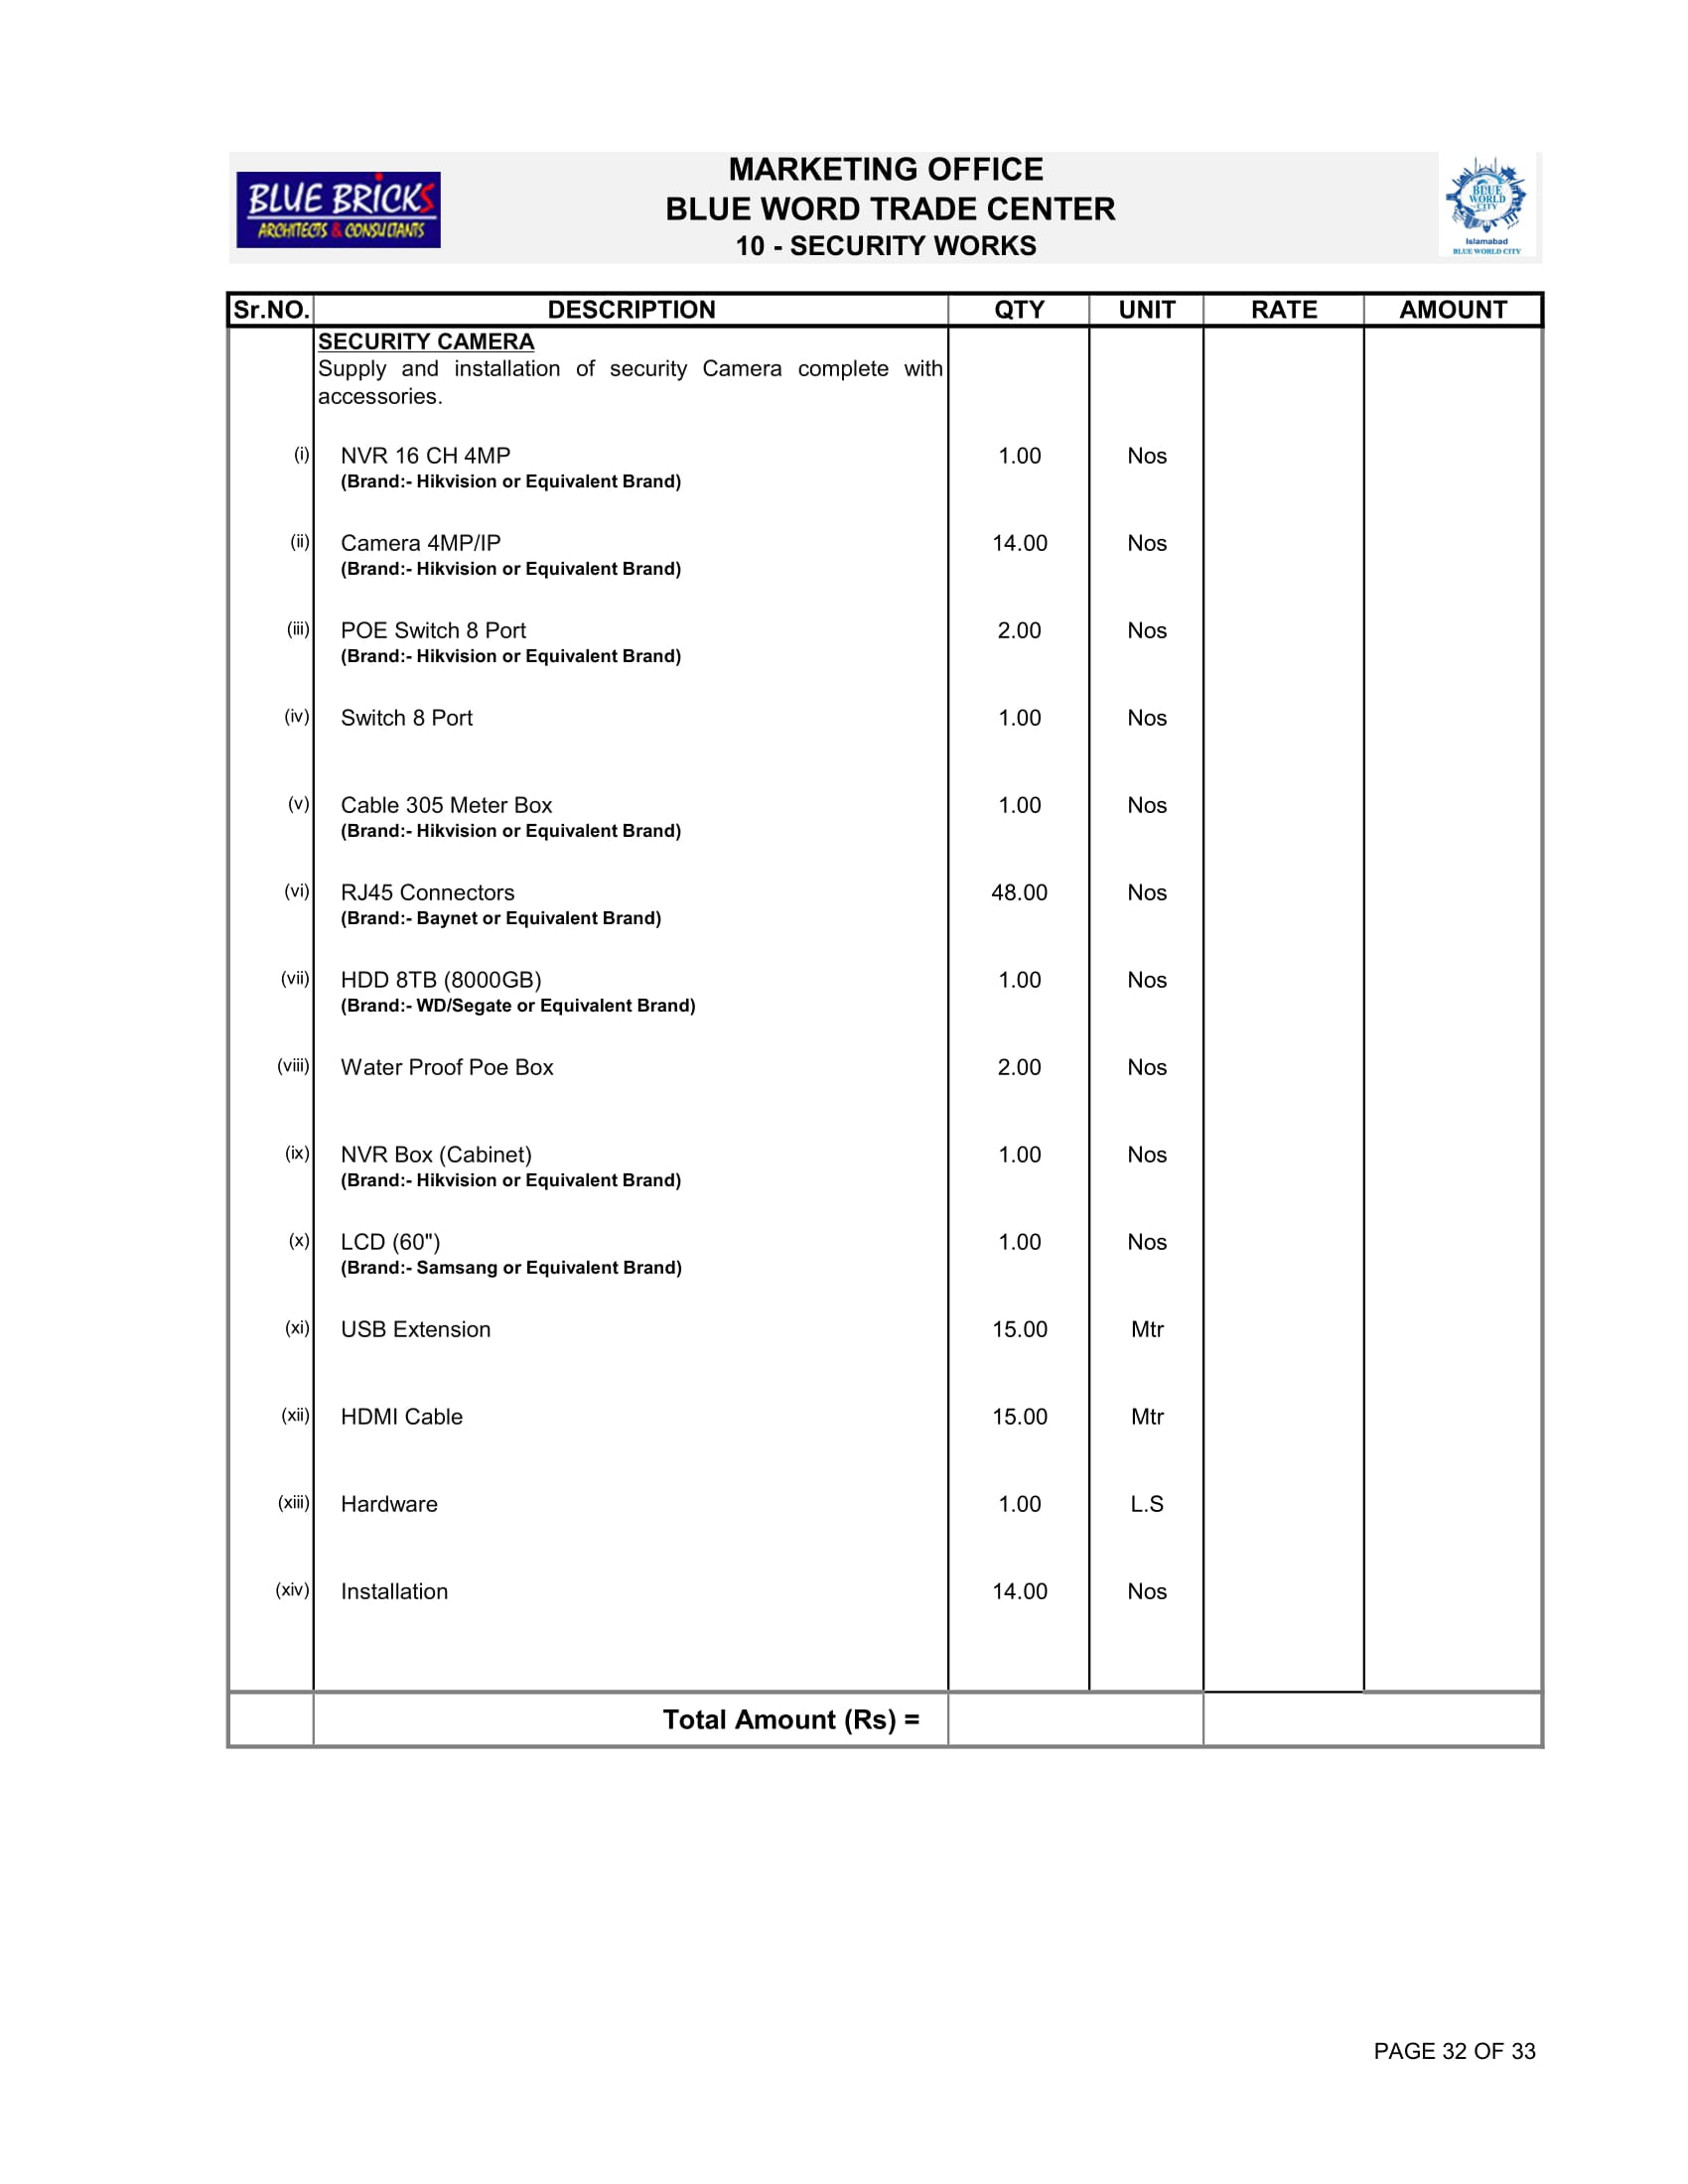 BLUE BRICKS
ARCHITECTS & CONSULTANTS
MARKETING OFFICE
BLUE WORD TRADE CENTER
10 - SECURITY WORKS
BLUE
WORLD
CITY
Islamabad
BLUE WORLD CITY
Sr.NO. DESCRIPTION QTY UNIT RATE AMOUNT
SECURITY CAMERA
Supply and installation of security Camera complete with
accessories.
(i) NVR 16 CH 4MP 1.00 Nos
(Brand:- Hikvision or Equivalent Brand)
(ii) Camera 4MP/IP 14.00 Nos
(Brand:- Hikvision or Equivalent Brand)
(iii) POE Switch 8 Port 2.00 Nos
(Brand:- Hikvision or Equivalent Brand)
(iv) Switch 8 Port 1.00 Nos
(v) Cable 305 Meter Box 1.00 Nos
(Brand:- Hikvision or Equivalent Brand)
(vi) RJ45 Connectors 48.00 Nos
(Brand:- Baynet or Equivalent Brand)
(vii) HDD 8TB (8000GB) 1.00 Nos
(Brand:- WD/Segate or Equivalent Brand)
(viii) Water Proof Poe Box 2.00 Nos
(ix) NVR Box (Cabinet) 1.00 Nos
(Brand:- Hikvision or Equivalent Brand)
(x) LCD (60") 1.00 Nos
(Brand:- Samsang or Equivalent Brand)
(xi) USB Extension 15.00 Mtr
(xii) HDMI Cable 15.00 Mtr
(xiii) Hardware 1.00 L.S
(xiv) Installation 14.00 Nos
Total Amount (Rs) =
PAGE 32 OF 33